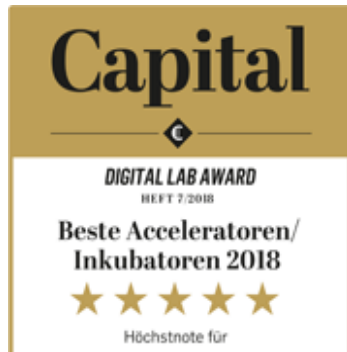 Capital
C
DIGITAL LAB AWARD
HEFT 7/2018
Beste Acceleratoren/
Inkubatoren 2018
Höchstnote für